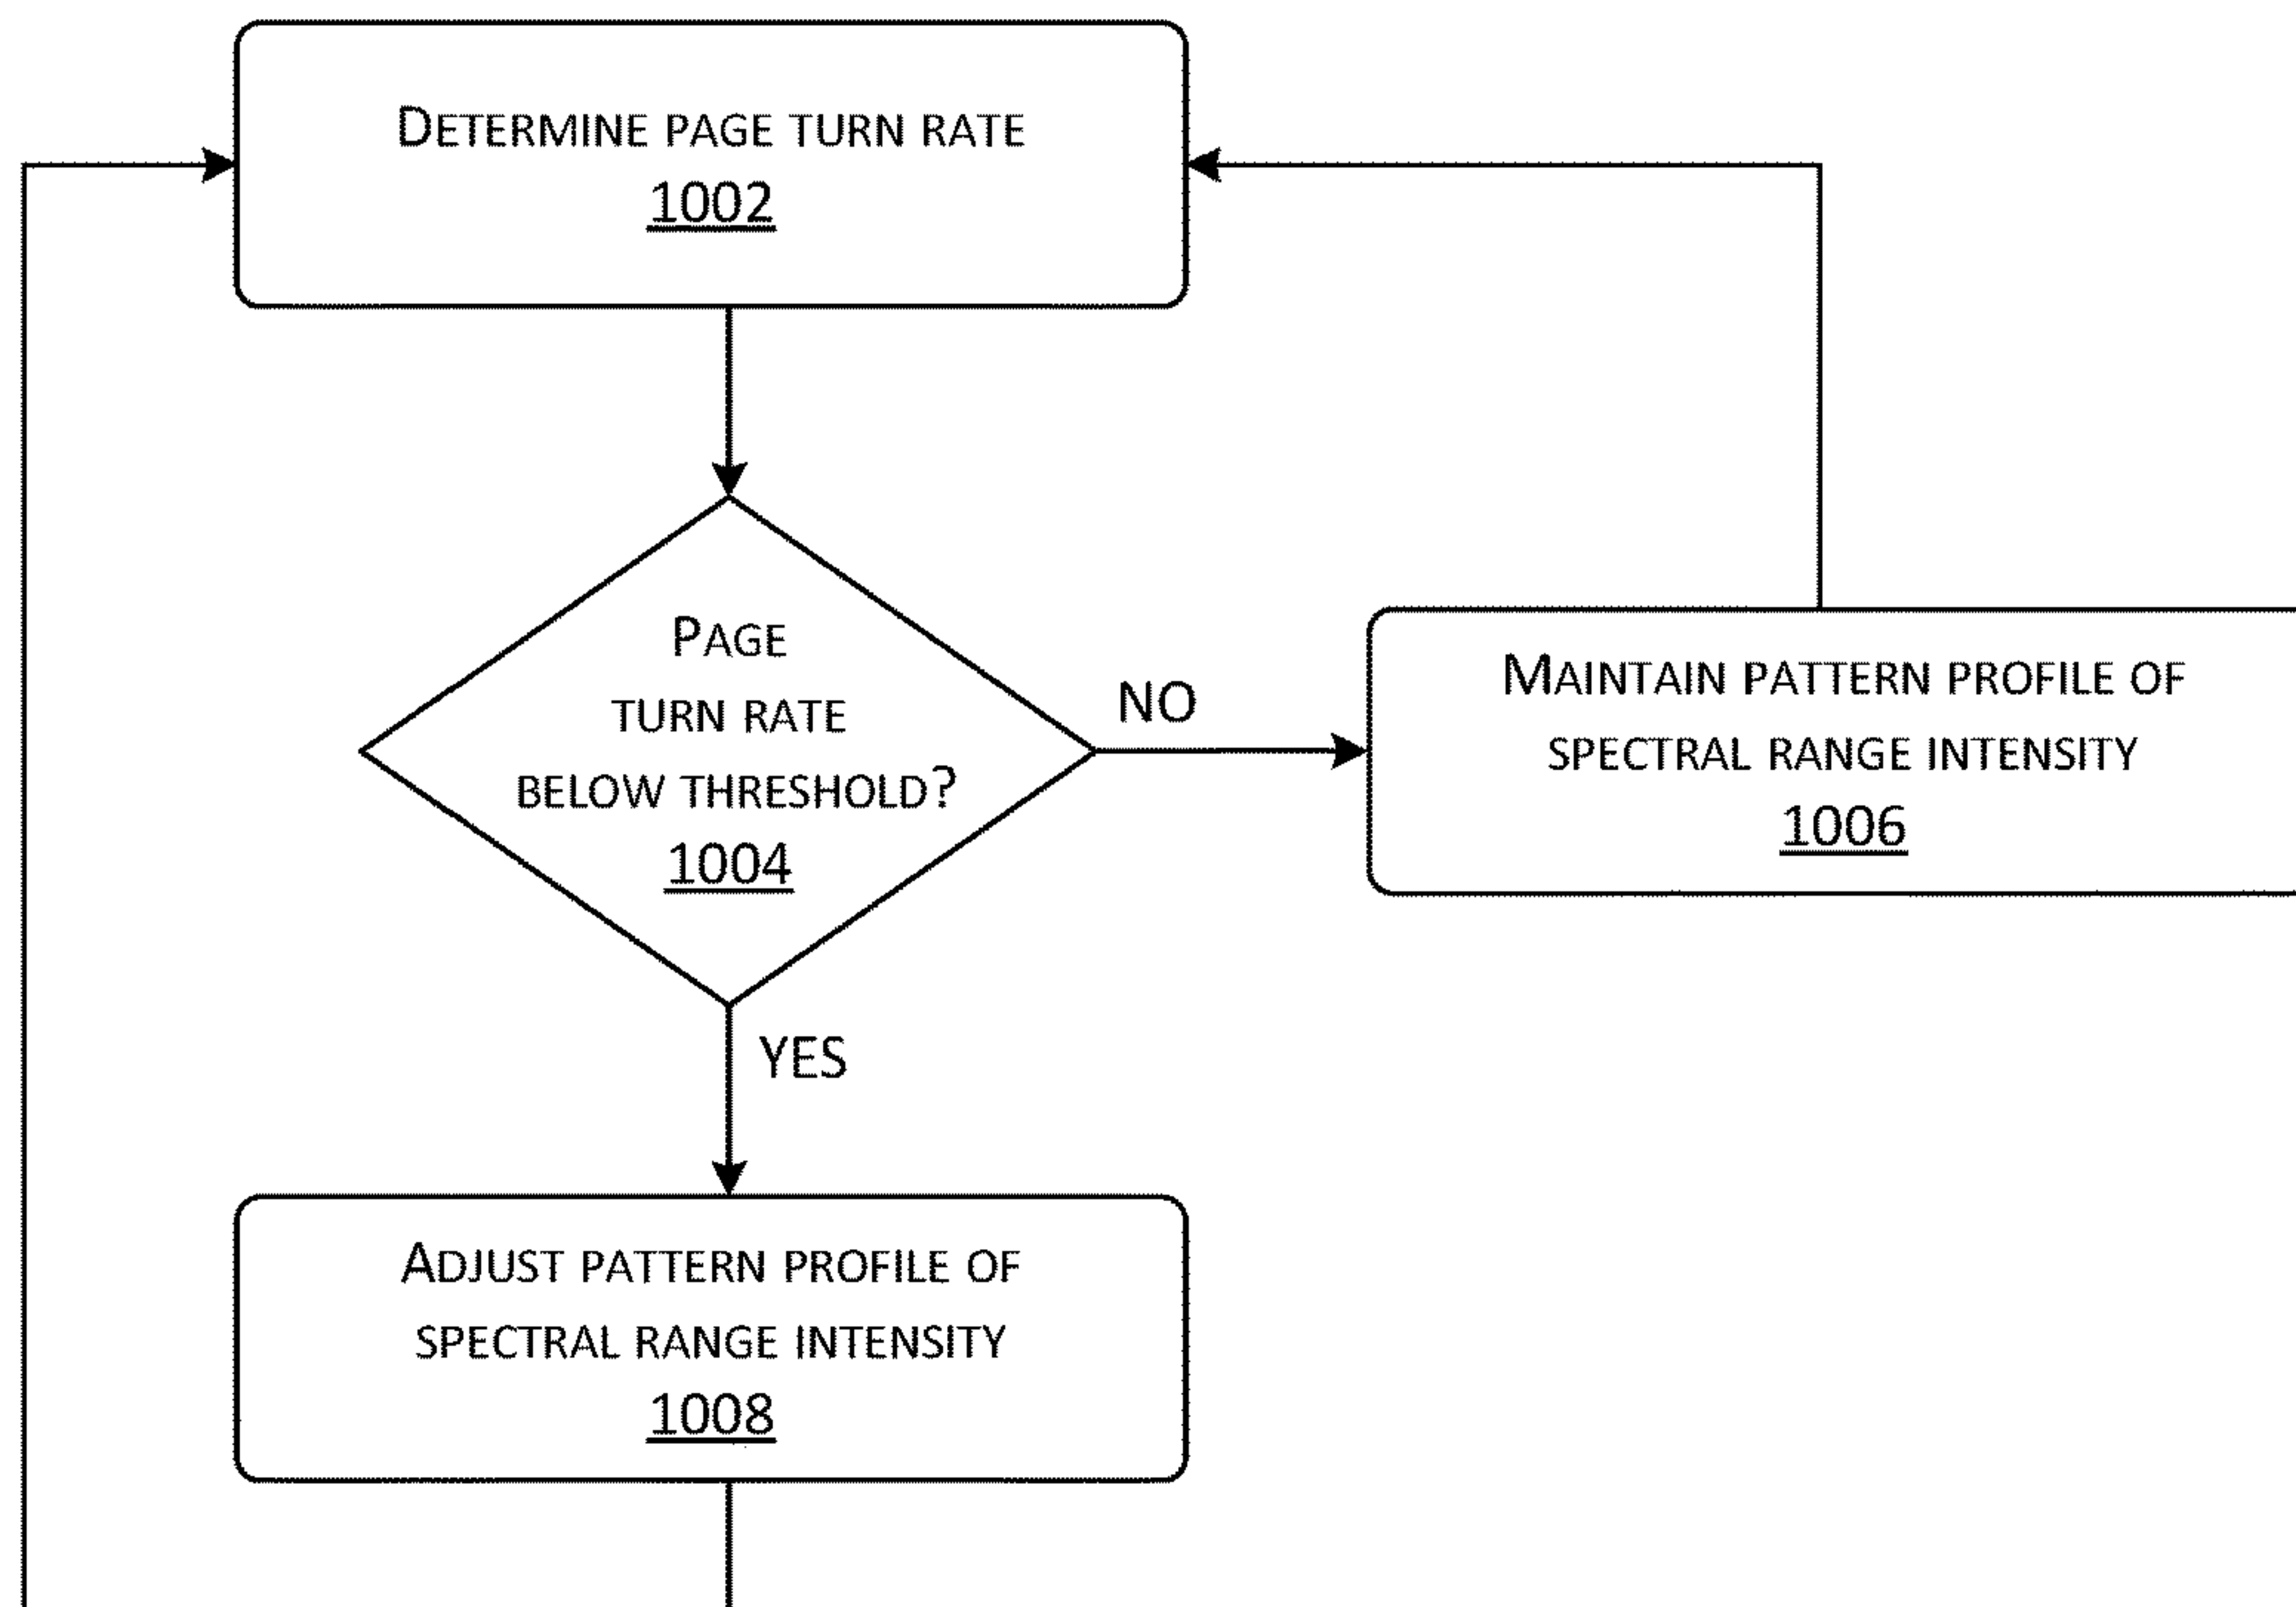 DETERMINE PAGE TURN RATE
1002
PAGE
TURN RATE
BELOW THRESHOLD?
1004
NO
MAINTAIN PATTERN PROFILE OF
SPECTRAL RANGE INTENSITY
1006
YES
ADJUST PATTERN PROFILE OF
SPECTRAL RANGE INTENSITY
1008